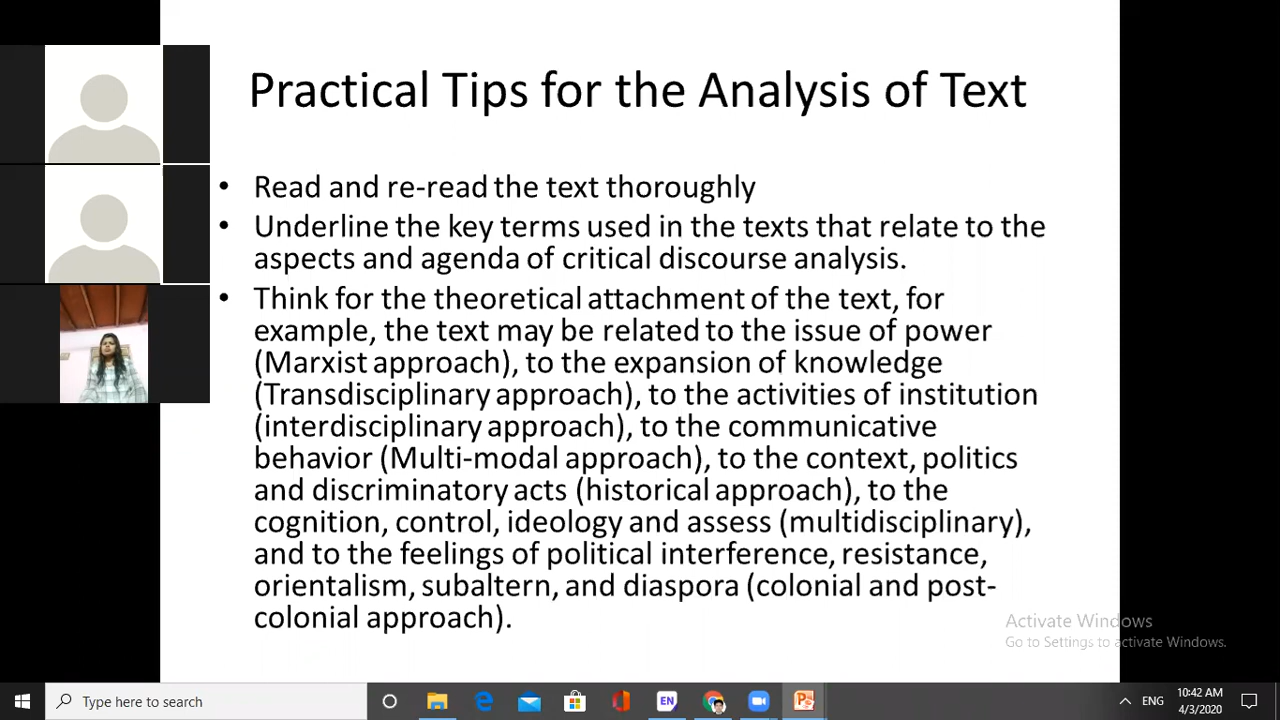 Practical Tips for the Analysis of Text
• Read and re-read the text thoroughly
• Underline the key terms used in the texts that relate to the
aspects and agenda of critical discourse analysis.
• Think for the theoretical attachment of the text, for
example, the text may be related to the issue of power
(Marxist approach), to the expansion of knowledge
(Transdisciplinary approach), to the activities of institution
(interdisciplinary approach), to the communicative
behavior (Multi-modal approach), to the context, politics
and discriminatory acts (historical approach), to the
cognition, control, ideology and assess (multidisciplinary),
and to the feelings of political interference, resistance,
orientalism, subaltern, and diaspora (colonial and post-
colonial approach).
Activate Windows
Go to Settings to activate Windows.
Type here to search
EN
ENG
10:42 AM
4/3/2020